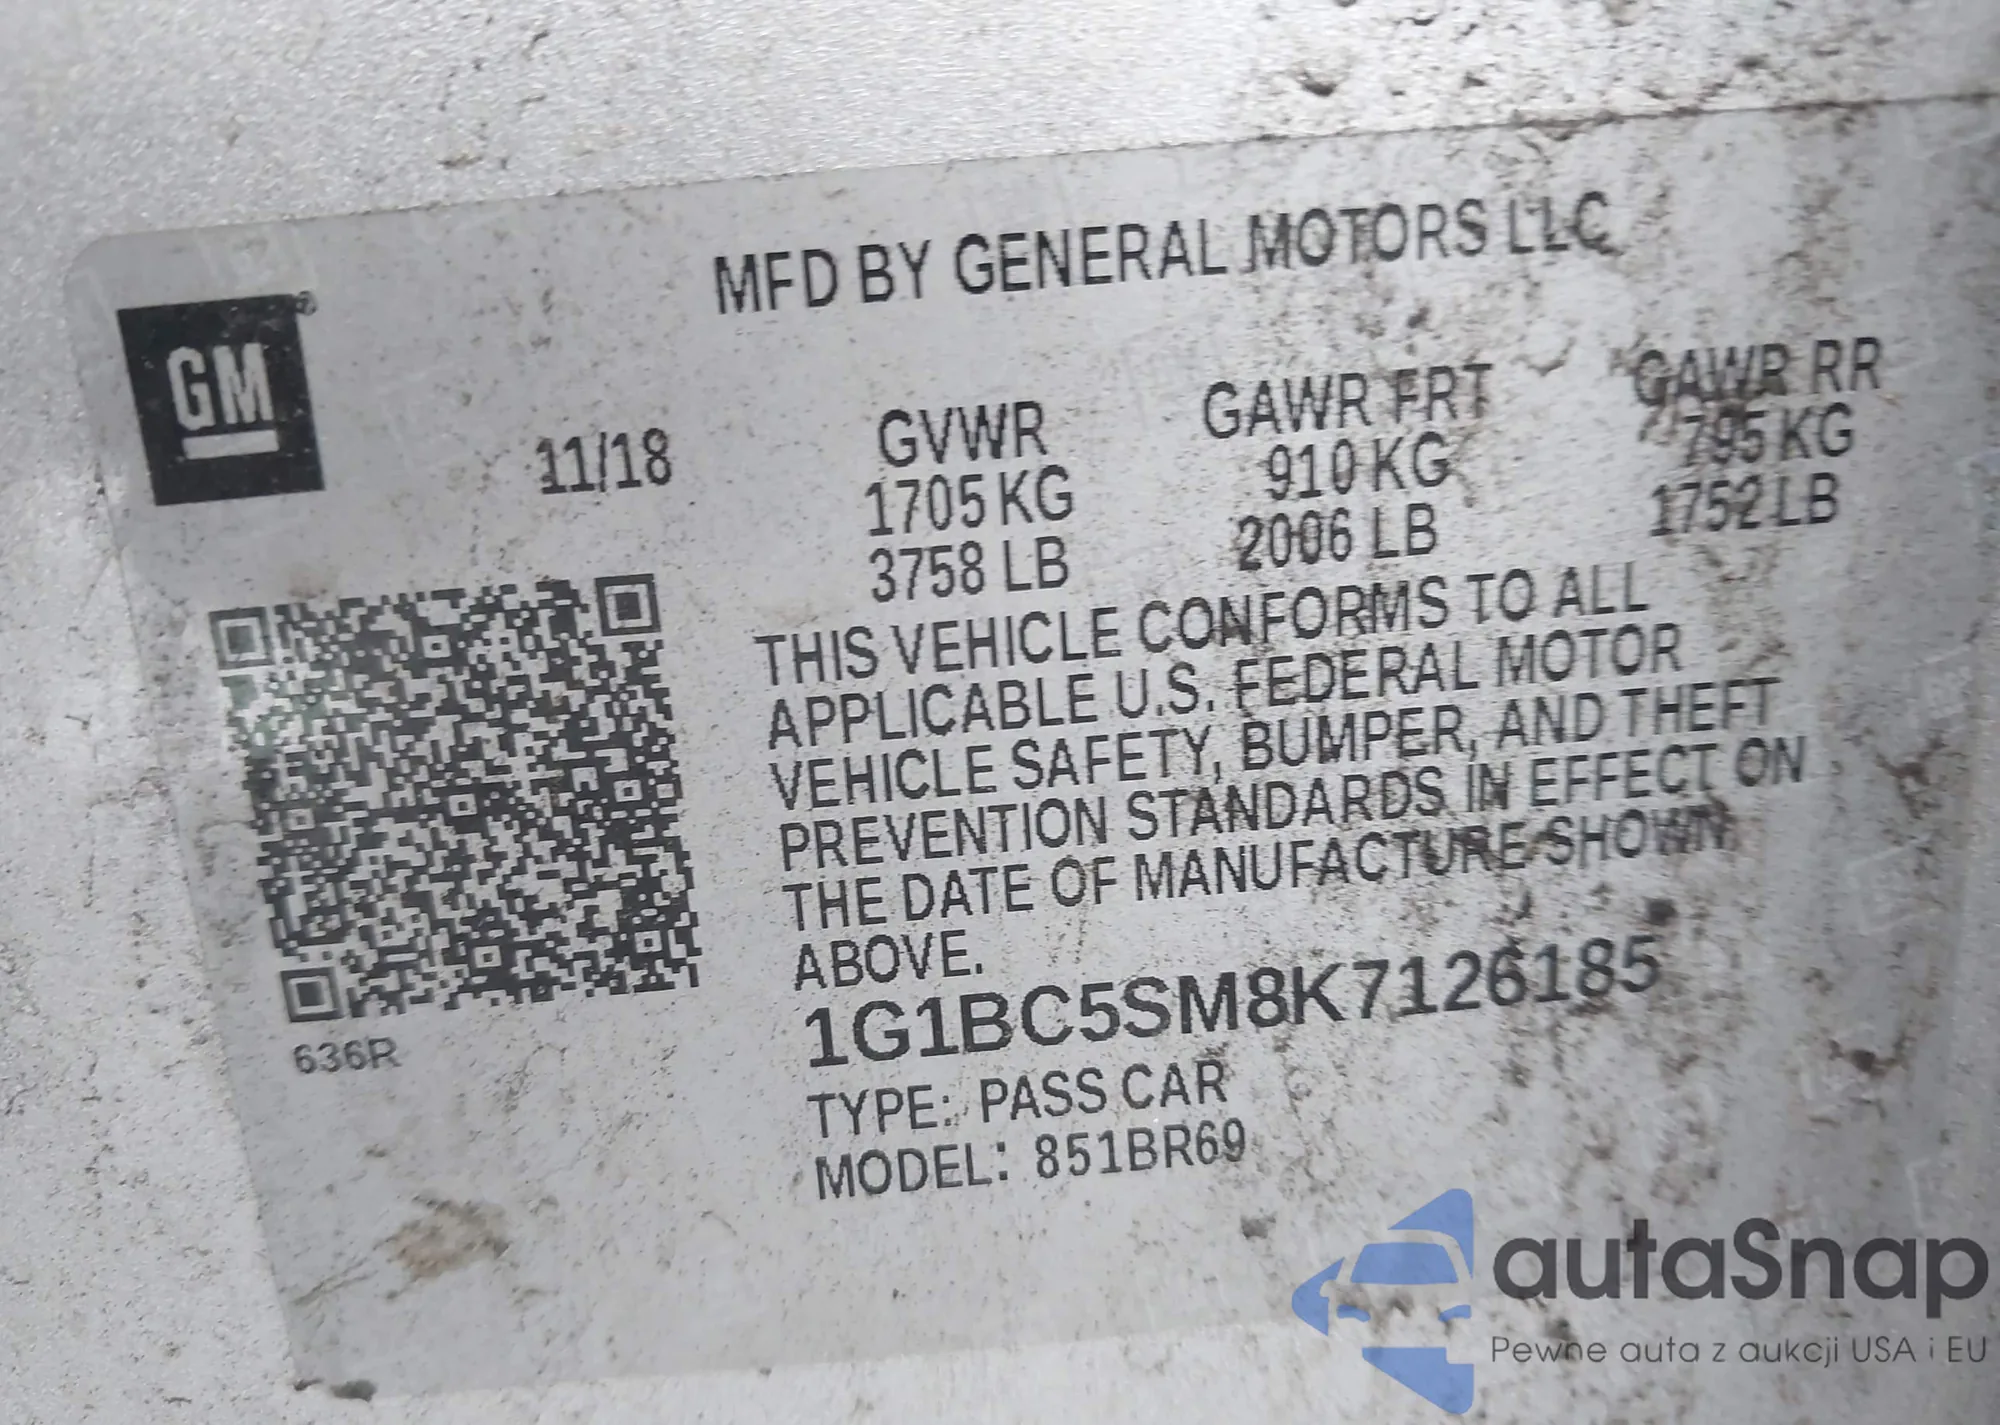 MFD BY GENERAL MOTORS LLC
GM®
11/18
GVWR GAWR FRT GAWR RR
1705 KG 910 KG 795 KG
3758 LB 2006 LB 1752 LB
THIS VEHICLE CONFORMS TO ALL
APPLICABLE U.S. FEDERAL MOTOR
VEHICLE SAFETY, BUMPER, AND THEFT
PREVENTION STANDARDS IN EFFECT ON
THE DATE OF MANUFACTURE SHOWN
ABOVE.
1G1BC5SM8K7126185
636R
TYPE: PASS CAR
MODEL: 851BR69
autaSnap
Pewne auta z aukcji USA i EU